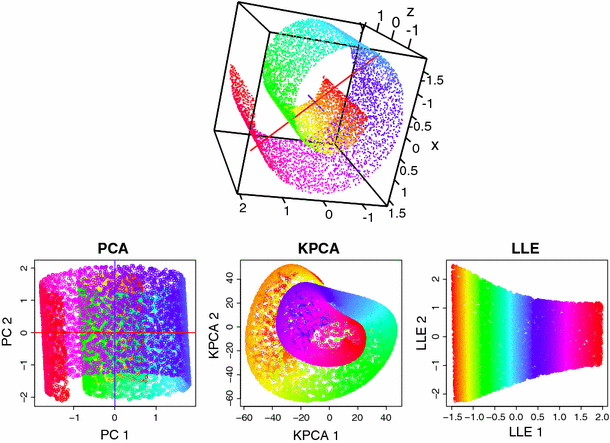 z
1 0 -1
-1.5
-1
-0.5
0
0.5
1
1.5
x
2 1 0 -1
PCA
KPCA
LLE
PC 2
2
1
0
-1
-2
-1 0 1
PC 1
KPCA 2
40
20
0
-20
-40
-60
-60 -40 -20 0 20 40
KPCA 1
LLE 2
2
1
0
-1
-2
-1.5 -1.0 -0.5 0.0 0.5 1.0 1.5 2.0
LLE 1